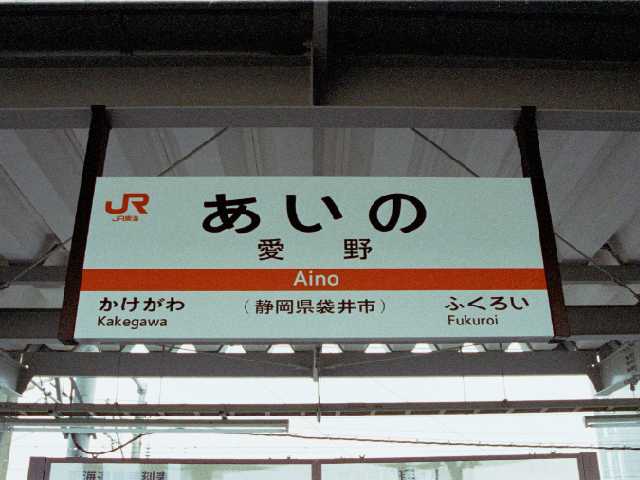 JR
JR東海
あいの
愛野
Aino
かけがわ
Kakegawa
(静岡県袋井市)
ふくろい
Fukuroi